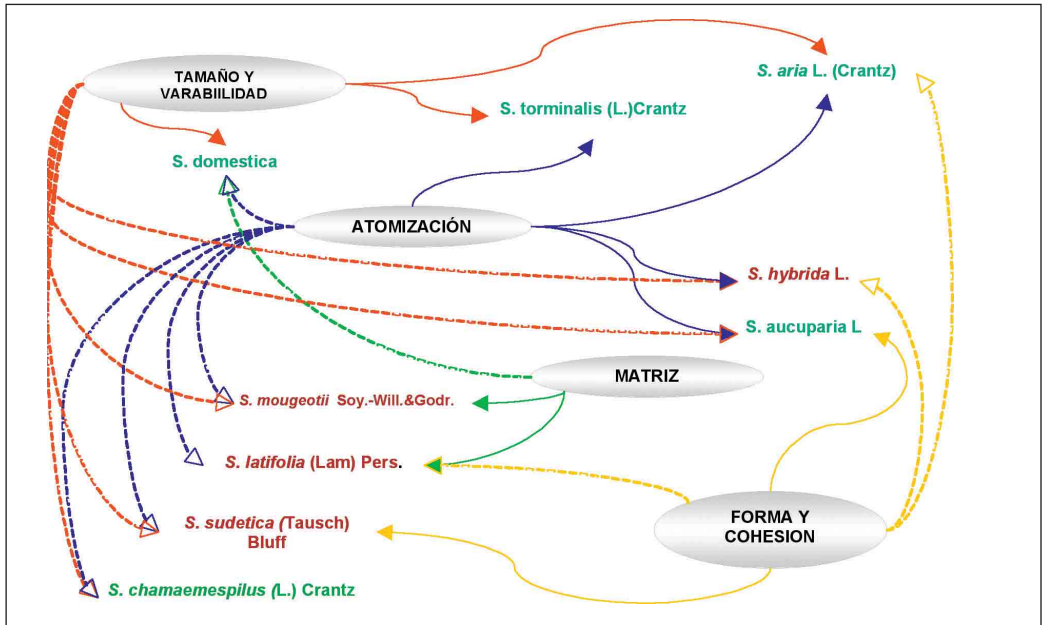 TAMAÑO Y
VARABIILIDAD
S. aria L. (Crantz)
S. torminalis (L.)Crantz
S. domestica
ATOMIZACIÓN
S. hybrida L.
S. aucuparia L
MATRIZ
S. mougeotii Soy.-Will.&Godr.
S. latifolia (Lam) Pers.
S. sudetica (Tausch)
Bluff
FORMA Y
COHESION
S. chamaemespilus (L.) Crantz